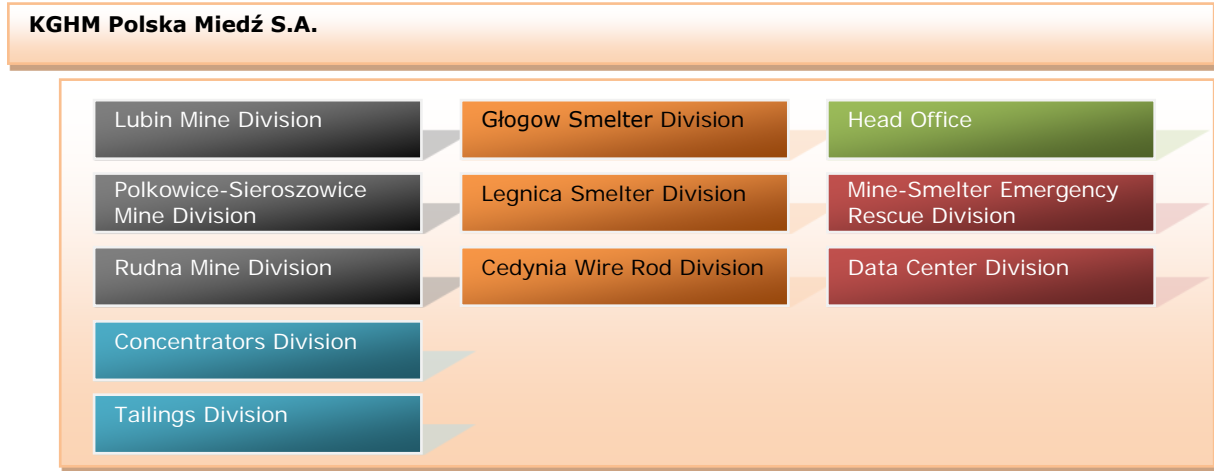 KGHM Polska Miedź S.A.
Lubin Mine Division
Głogow Smelter Division
Head Office
Polkowice-Sieroszowice
Mine Division
Legnica Smelter Division
Mine-Smelter Emergency
Rescue Division
Rudna Mine Division
Cedynia Wire Rod Division
Data Center Division
Concentrators Division
Tailings Division